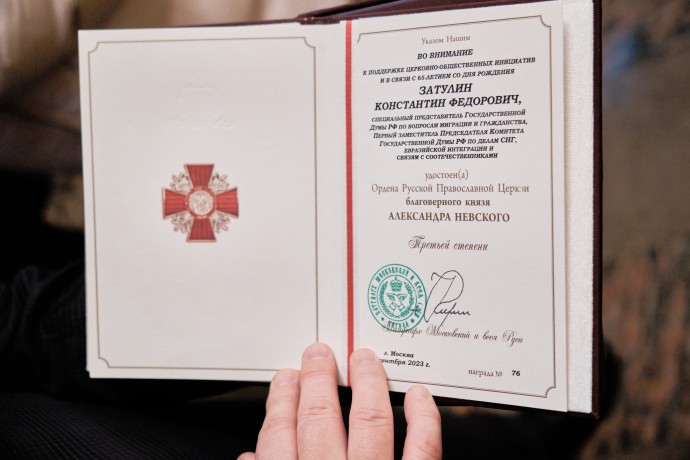 Указом Нашим
ВО ВНИМАНИЕ
К ПОДДЕРЖКЕ ЦЕРКОВНО-ОБЩЕСТВЕННЫХ ИНИЦИАТИВ
И В СВЯЗИ С 65-ЛЕТИЕМ СО ДНЯ РОЖДЕНИЯ
ЗАТУЛИН
КОНСТАНТИН ФЕДОРОВИЧ,
СПЕЦИАЛЬНЫЙ ПРЕДСТАВИТЕЛЬ ГОСУДАРСТВЕННОЙ
ДУМЫ РФ ПО ВОПРОСАМ МИГРАЦИИ И ГРАЖДАНСТВА,
ПЕРВЫЙ ЗАМЕСТИТЕЛЬ ПРЕДСЕДАТЕЛЯ КОМИТЕТА
ГОСУДАРСТВЕННОЙ ДУМЫ РФ ПО ДЕЛАМ СНГ,
ЕВРАЗИЙСКОЙ ИНТЕГРАЦИИ И
СВЯЗЯМ С СООТЕЧЕСТВЕННИКАМИ
удостоен(а)
Ордена Русской Православной Церкви
благоверного князя
АЛЕКСАНДРА НЕВСКОГО
Третьей степени
Московский и всея Руси
г. Москва
2023 г.
награда № 76